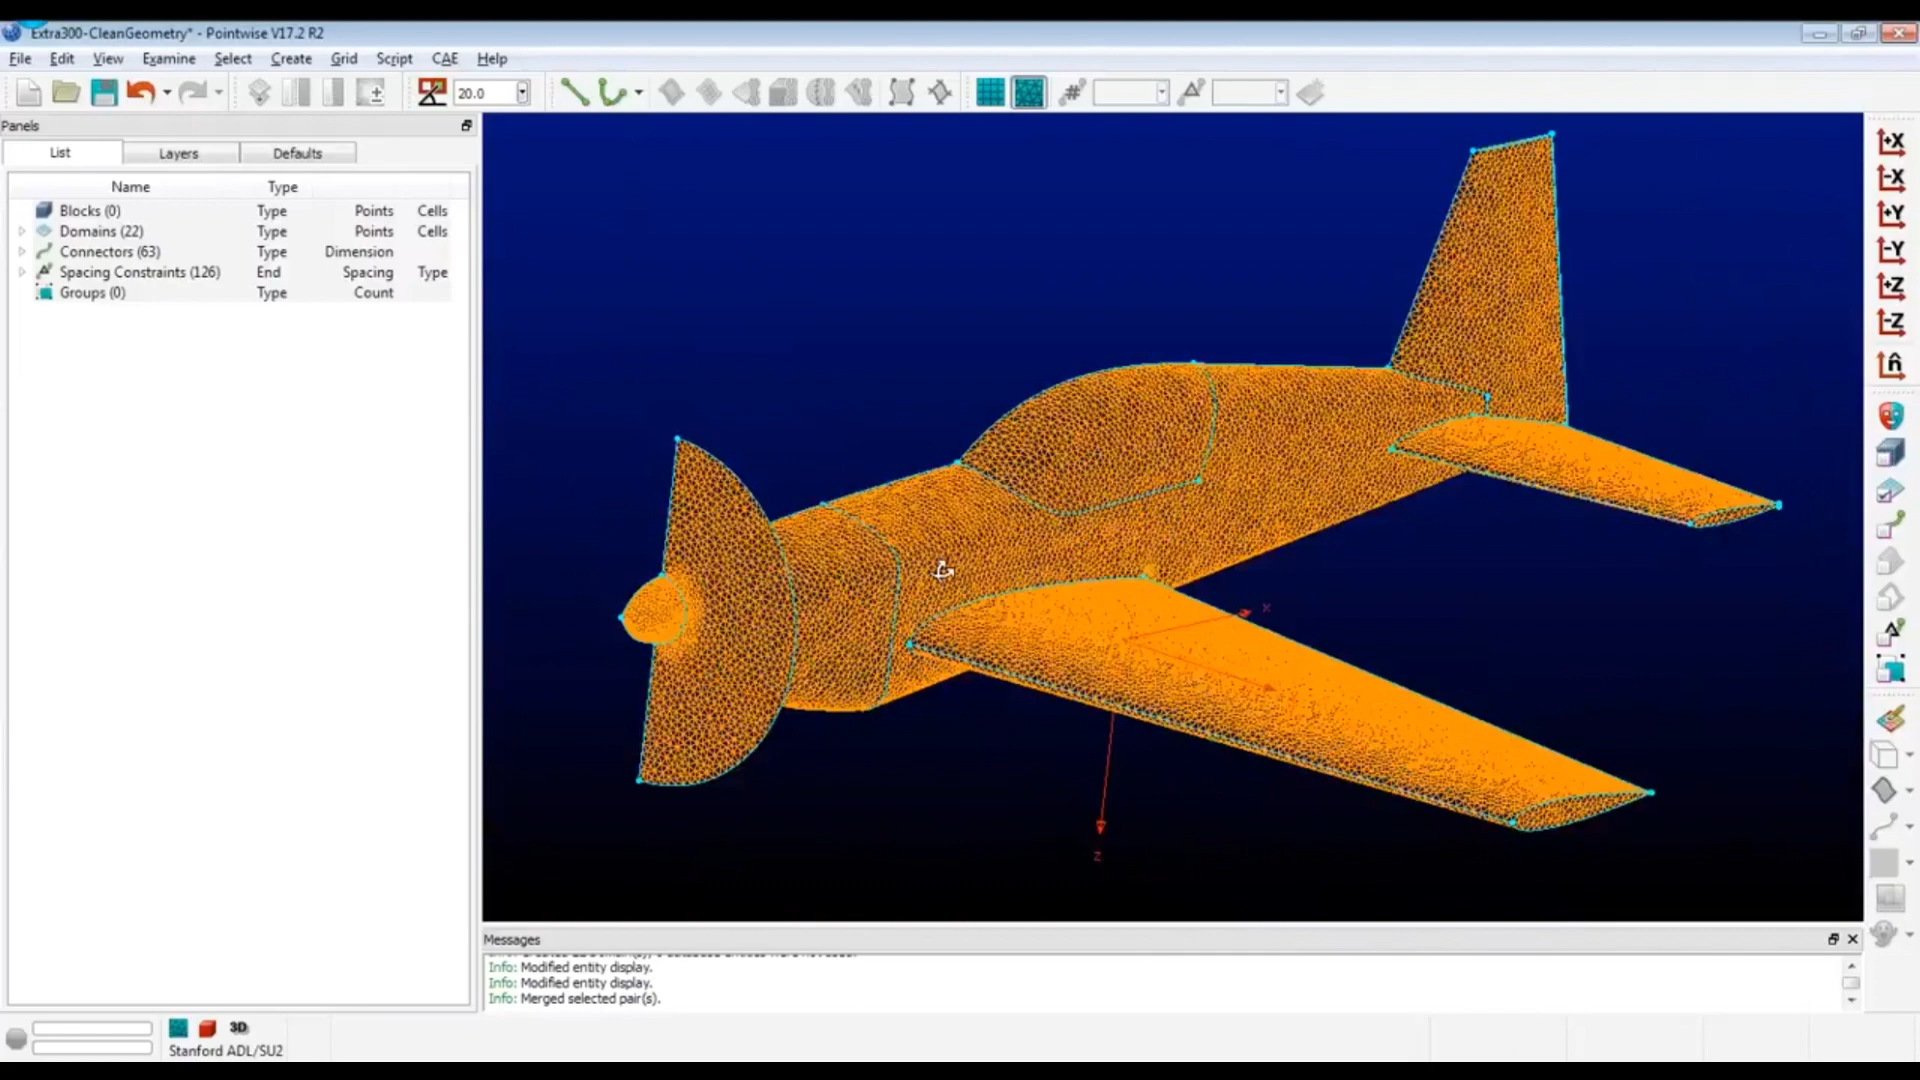 Extra300-CleanGeometry* - Pointwise V17.2 R2
File Edit View Examine Select Create Grid Script CAE Help
20.0
Panels
List Layers Defaults
Name Type
Blocks (0) Type Points Cells
Domains (22) Type Points Cells
Connectors (63) Type Dimension
Spacing Constraints (126) End Spacing Type
Groups (0) Type Count
+X
-X
+Y
-Y
+Z
-Z
n̂
x
z
Messages
Info: Modified entity display.
Info: Modified entity display.
Info: Merged selected pair(s).
3D
Stanford ADL/SU2